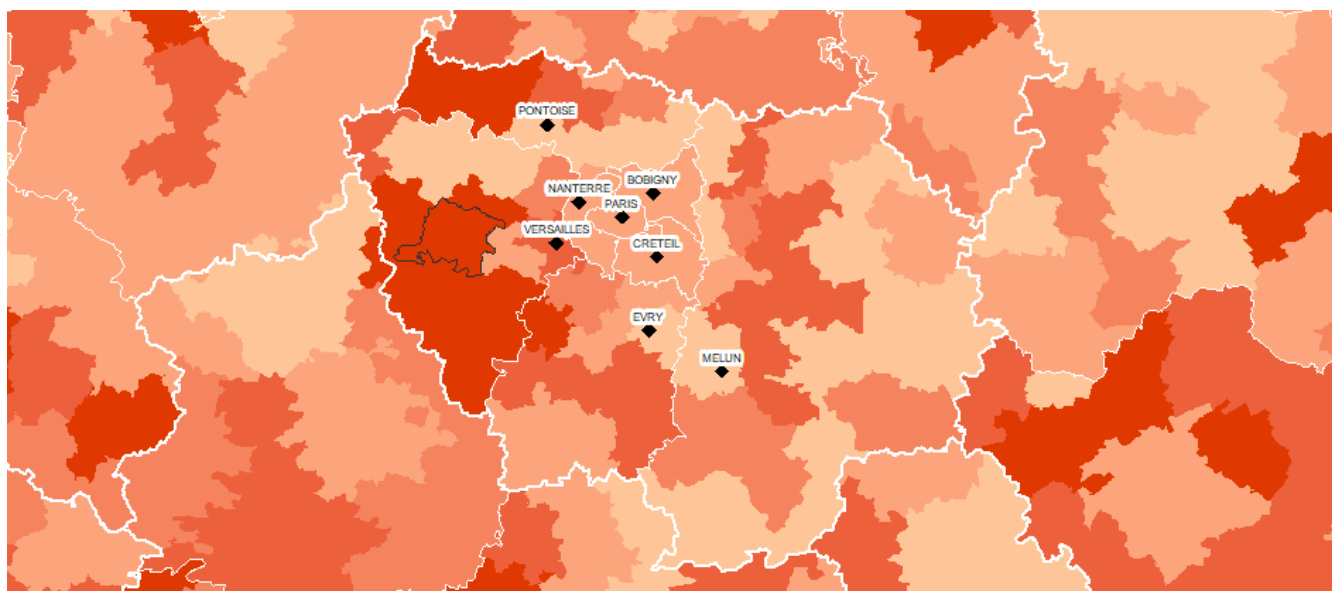 PONTOISE
BOBIGNY
NANTERRE
PARIS
VERSAILLES
CRETEIL
EVRY
MELUN